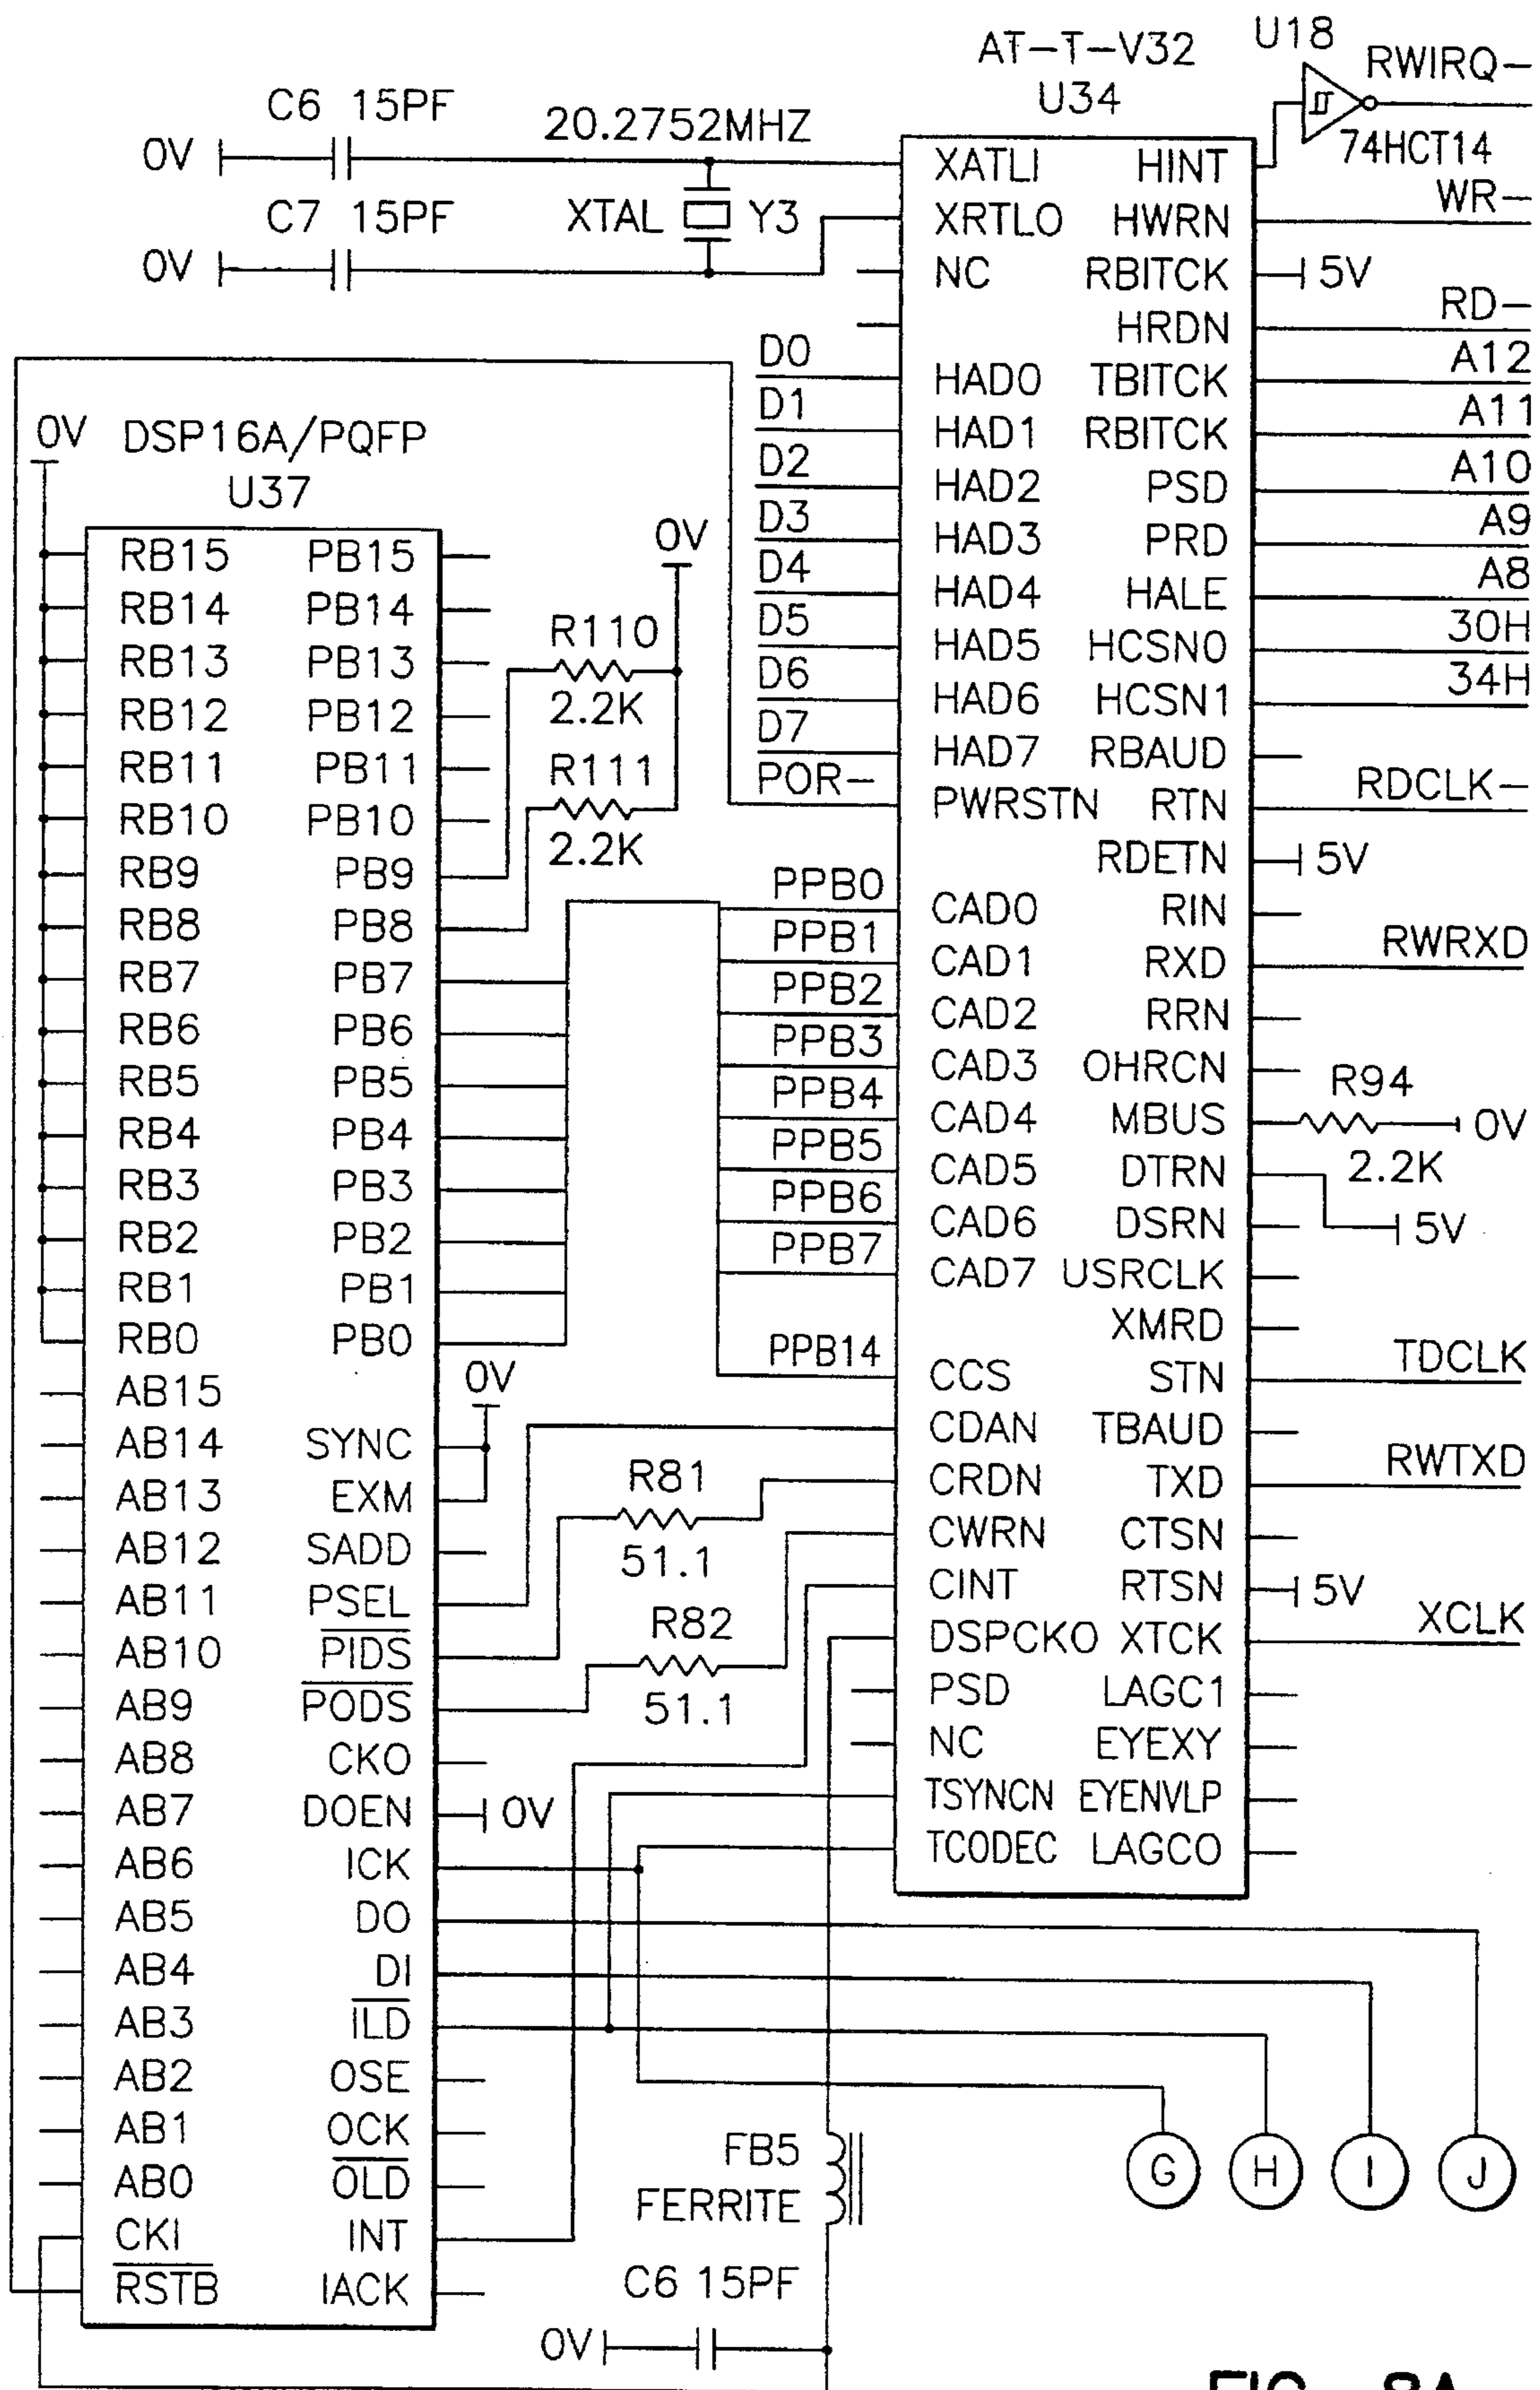 AT-T-V32 U18
U34 RWIRQ-
74HCT14
C6 15PF 20.2752MHZ
0V
C7 15PF XTAL Y3
0V
XATLI HINT
XRTLO HWRN WR-
NC RBITCK 5V
HRDN RD-
D0 HAD0 TBITCK A12
D1 HAD1 RBITCK A11
D2 HAD2 PSD A10
D3 HAD3 PRD A9
D4 HAD4 HALE A8
D5 HAD5 HCSN0 30H
D6 HAD6 HCSN1 34H
D7 HAD7 RBAUD
POR- PWRSTN RTN RDCLK-
RDETN 5V
PPB0 CAD0 RIN
PPB1 CAD1 RXD RWRXD
PPB2 CAD2 RRN
PPB3 CAD3 OHRCN
PPB4 CAD4 MBUS R94 2.2K 0V
PPB5 CAD5 DTRN
PPB6 CAD6 DSRN 5V
PPB7 CAD7 USRCLK
XMRD
PPB14 CCS STN TDCLK
CDAN TBAUD
CRDN TXD RWTXD
CWRN CTSN
CINT RTSN 5V
DSPCKO XTCK XCLK
PSD LAGC1
NC EYEXY
TSYNCN EYENVLP
TCODEC LAGCO
0V DSP16A/PQFP
U37
RB15 PB15
RB14 PB14
RB13 PB13
RB12 PB12
RB11 PB11
RB10 PB10
RB9 PB9
RB8 PB8
RB7 PB7
RB6 PB6
RB5 PB5
RB4 PB4
RB3 PB3
RB2 PB2
RB1 PB1
RB0 PB0
AB15
AB14 SYNC
AB13 EXM
AB12 SADD
AB11 PSEL
AB10 PIDS
AB9 PODS
AB8 CKO
AB7 DOEN 0V
AB6 ICK
AB5 DO
AB4 DI
AB3 ILD
AB2 OSE
AB1 OCK
AB0 OLD
CKI INT
RSTB IACK
0V
R110
2.2K
R111
2.2K
0V
R81
51.1
R82
51.1
FB5
FERRITE
C6 15PF
0V
G H I J
FIG. 8A